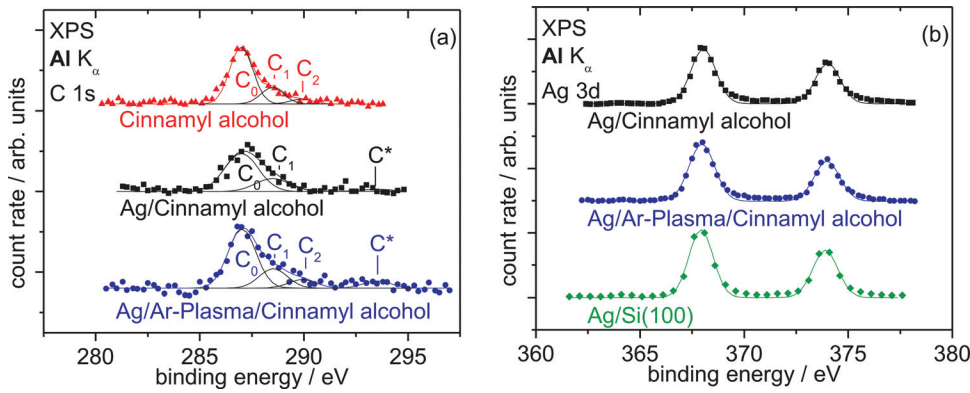 XPS
Al Kα
C 1s
(a)
C0
C1
C2
Cinnamyl alcohol
C0
C1
C*
Ag/Cinnamyl alcohol
C0
C1
C2
C*
Ag/Ar-Plasma/Cinnamyl alcohol
count rate / arb. units
280 285 290 295
binding energy / eV
XPS
Al Kα
Ag 3d
(b)
Ag/Cinnamyl alcohol
Ag/Ar-Plasma/Cinnamyl alcohol
Ag/Si(100)
count rate / arb. units
360 365 370 375 380
binding energy / eV